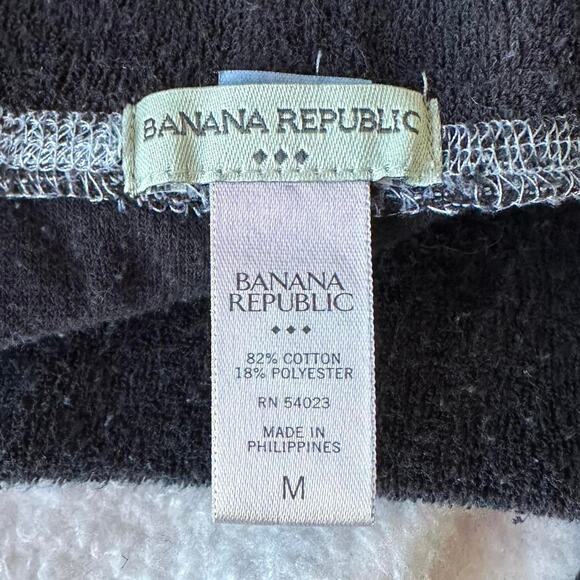 BANANA REPUBLIC
BANANA
REPUBLIC
82% COTTON
18% POLYESTER
RN 54023
MADE IN
PHILIPPINES
M